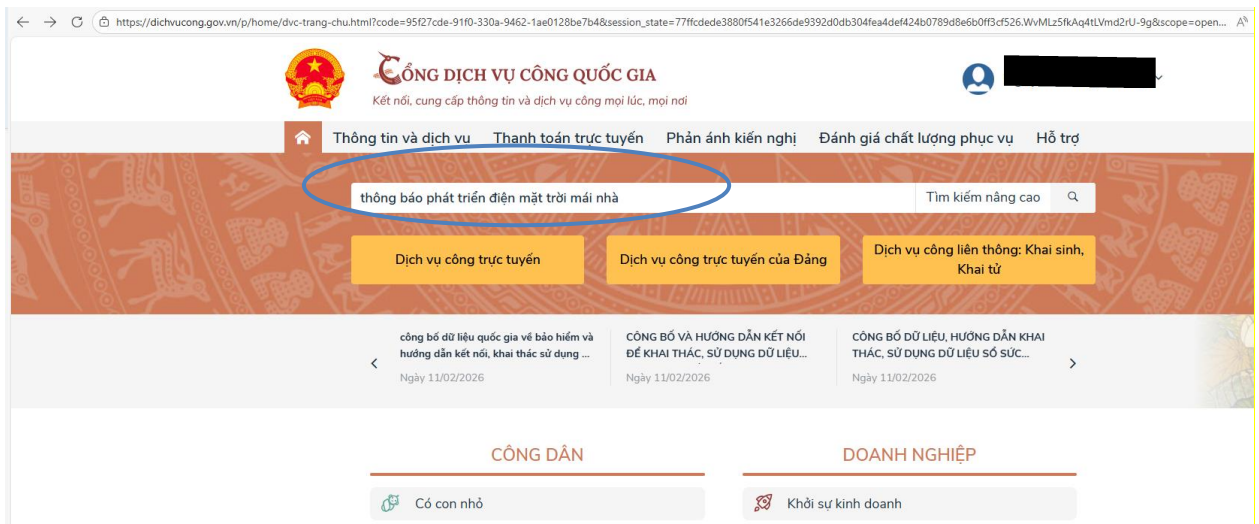 https://dichvucong.gov.vn/p/home/dvc-trang-chu.html?code=95f27cde-91f0-330a-9462-1ae0128be7b4&session_state=77ffcdede3880f541e3266de9392d0db304fea4def424b0789d8e6b0ff3cf526.WvMLz5fkAq4tLVmd2rU-9g&scope=open...
CỔNG DỊCH VỤ CÔNG QUỐC GIA
Kết nối, cung cấp thông tin và dịch vụ công mọi lúc, mọi nơi
Thông tin và dịch vụ Thanh toán trực tuyến Phản ánh kiến nghị Đánh giá chất lượng phục vụ Hỗ trợ
thông báo phát triển điện mặt trời mái nhà Tìm kiếm nâng cao
Dịch vụ công trực tuyến Dịch vụ công trực tuyến của Đảng Dịch vụ công liên thông: Khai sinh,
Khai tử
công bố dữ liệu quốc gia về bảo hiểm và CÔNG BỐ VÀ HƯỚNG DẪN KẾT NỐI CÔNG BỐ DỮ LIỆU, HƯỚNG DẪN KHAI
hướng dẫn kết nối, khai thác sử dụng ... ĐỂ KHAI THÁC, SỬ DỤNG DỮ LIỆU... THÁC, SỬ DỤNG DỮ LIỆU SỔ SỨC...
Ngày 11/02/2026 Ngày 11/02/2026 Ngày 11/02/2026
CÔNG DÂN DOANH NGHIỆP
Có con nhỏ Khởi sự kinh doanh